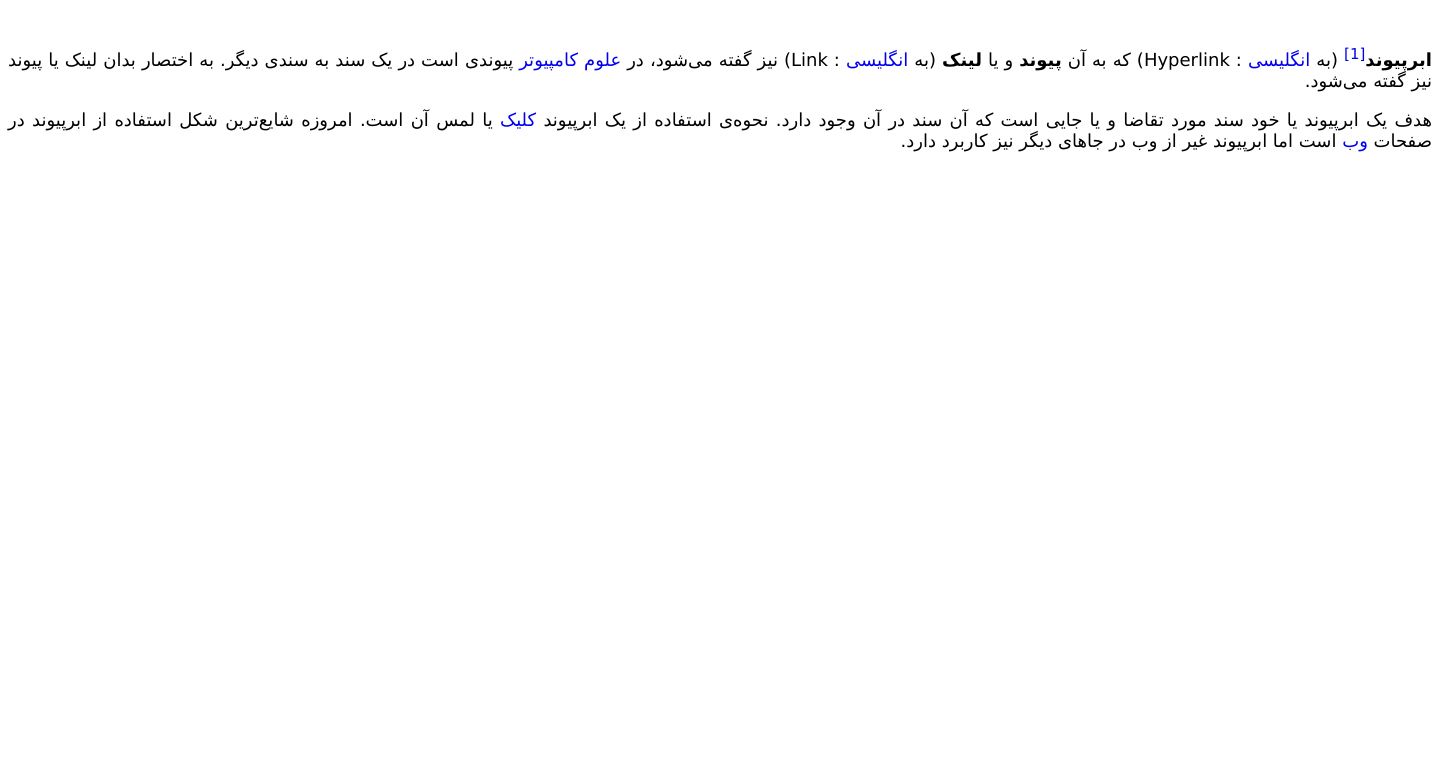 ابرپیوند[1] (به انگلیسی : Hyperlink) که به آن پیوند و یا لینک (به انگلیسی : Link) نیز گفته می‌شود، در علوم کامپیوتر پیوندی است در یک سند به سندی دیگر. به اختصار بدان لینک یا پیوند
نیز گفته می‌شود.
هدف یک ابرپیوند یا خود سند مورد تقاضا و یا جایی است که آن سند در آن وجود دارد. نحوه‌ی استفاده از یک ابرپیوند کلیک یا لمس آن است. امروزه شایع‌ترین شکل استفاده از ابرپیوند در
صفحات وب است اما ابرپیوند غیر از وب در جاهای دیگر نیز کاربرد دارد.